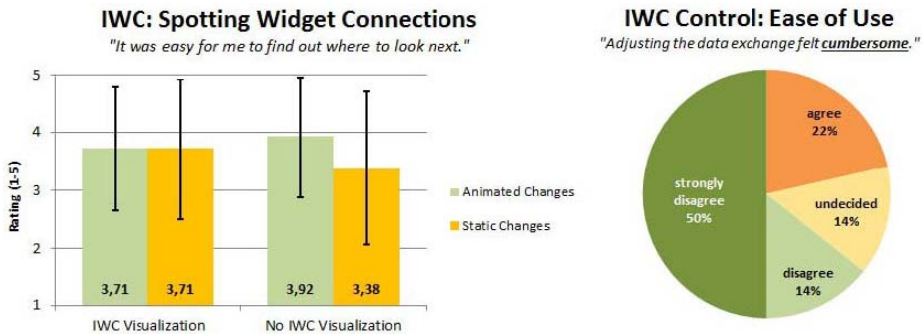 IWC: Spotting Widget Connections
"It was easy for me to find out where to look next."
5
4
3
2
1
Rating (1-5)
3,71
3,71
3,92
3,38
IWC Visualization
No IWC Visualization
Animated Changes
Static Changes
IWC Control: Ease of Use
"Adjusting the data exchange felt cumbersome."
agree
22%
undecided
14%
disagree
14%
strongly
disagree
50%